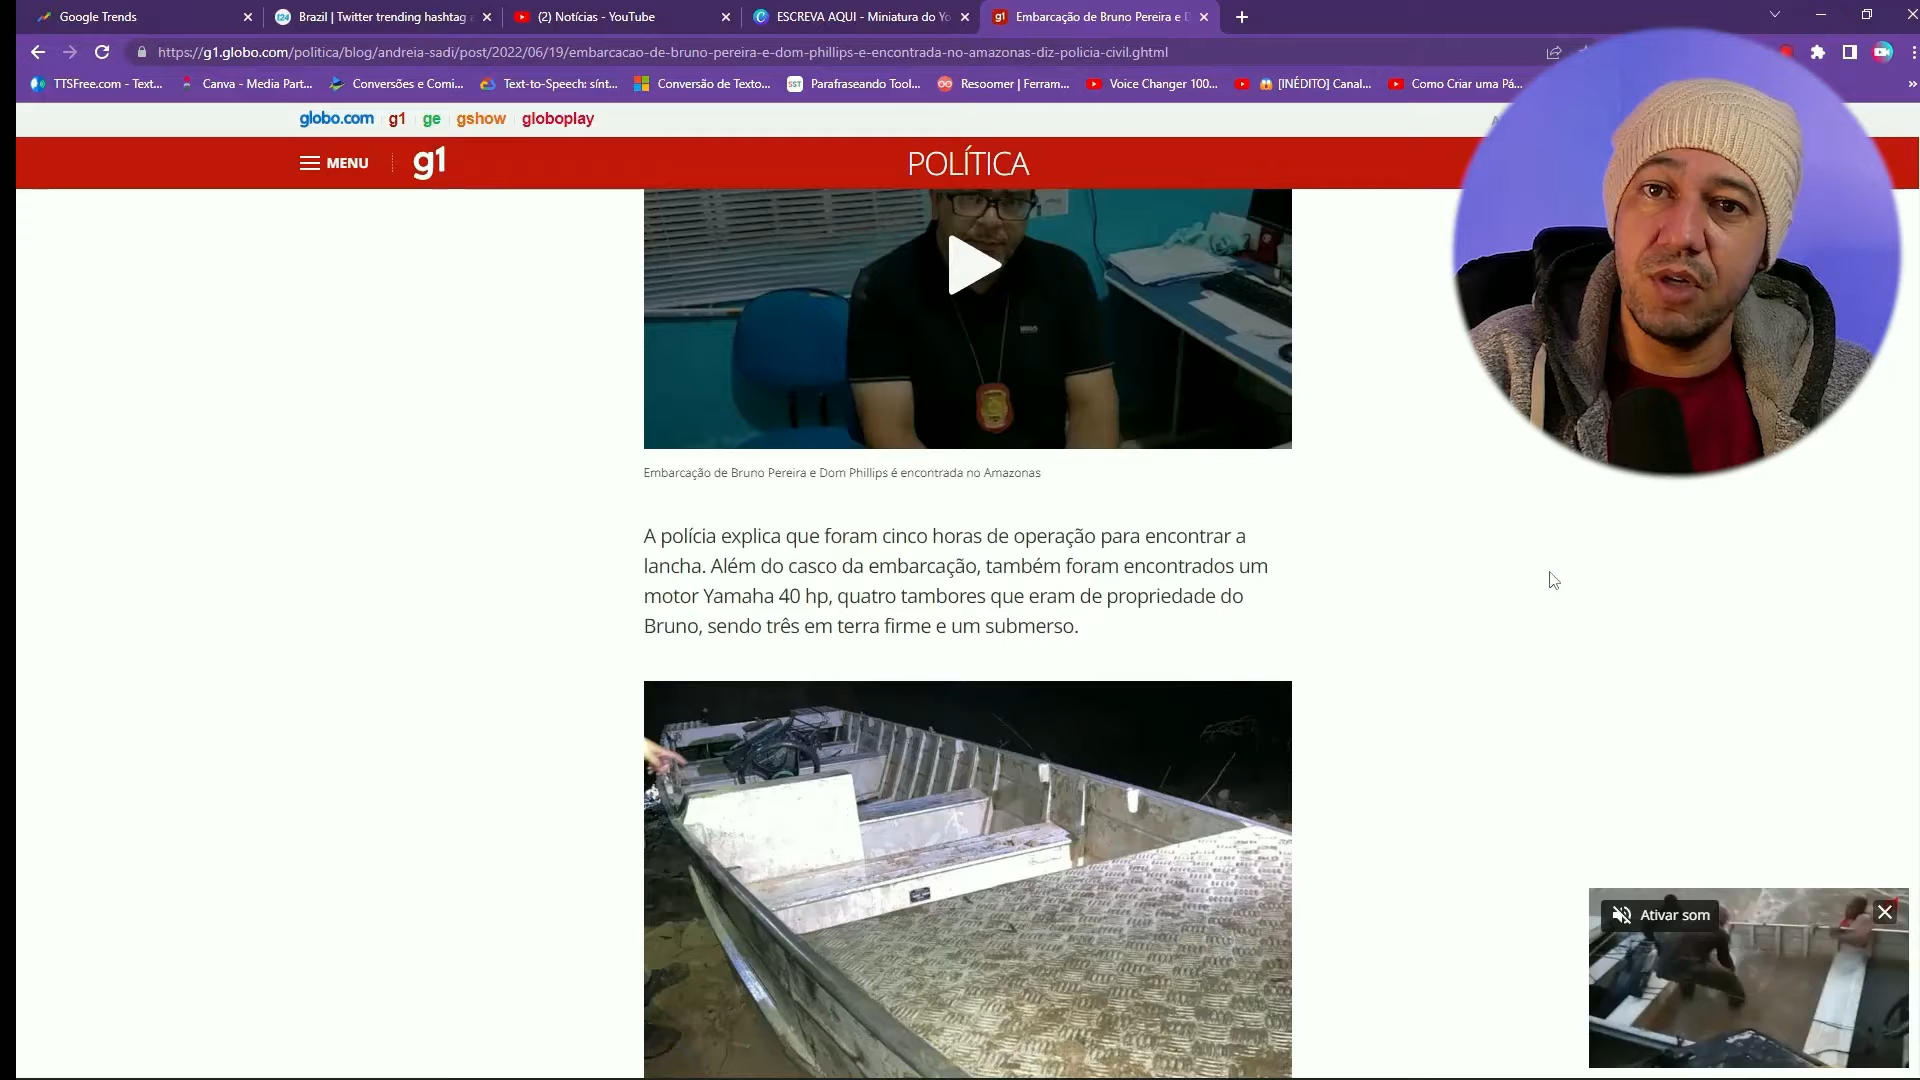 Google Trends
Brazil | Twitter trending hashtag
(2) Notícias - YouTube
ESCREVA AQUI - Miniatura do Yo
g1 Embarcação de Bruno Pereira e D
https://g1.globo.com/politica/blog/andreia-sadi/post/2022/06/19/embarcacao-de-bruno-pereira-e-dom-phillips-e-encontrada-no-amazonas-diz-policia-civil.ghtml
TTSFree.com - Text...
Canva - Media Part...
Conversões e Comi...
Text-to-Speech: sínt...
Conversão de Texto...
SST Parafraseando Tool...
Resoomer | Ferram...
Voice Changer 100...
[INÉDITO] Canal...
Como Criar uma Pá...
globo.com g1 ge gshow globoplay
MENU g1 POLÍTICA
Embarcação de Bruno Pereira e Dom Phillips é encontrada no Amazonas
A polícia explica que foram cinco horas de operação para encontrar a
lancha. Além do casco da embarcação, também foram encontrados um
motor Yamaha 40 hp, quatro tambores que eram de propriedade do
Bruno, sendo três em terra firme e um submerso.
Ativar som